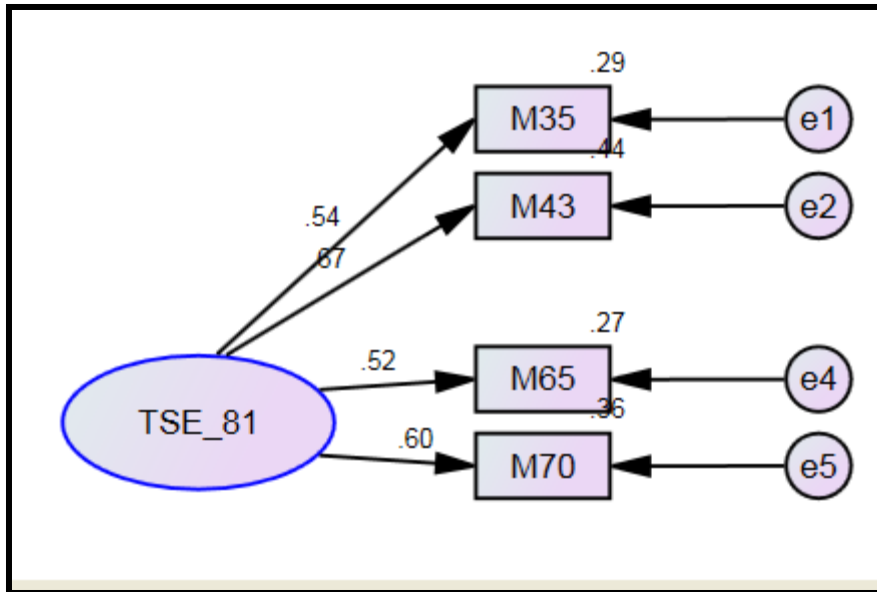 .29
M35
e1
.44
M43
e2
.54
.67
.27
.52
M65
e4
TSE_81
.36
.60
M70
e5